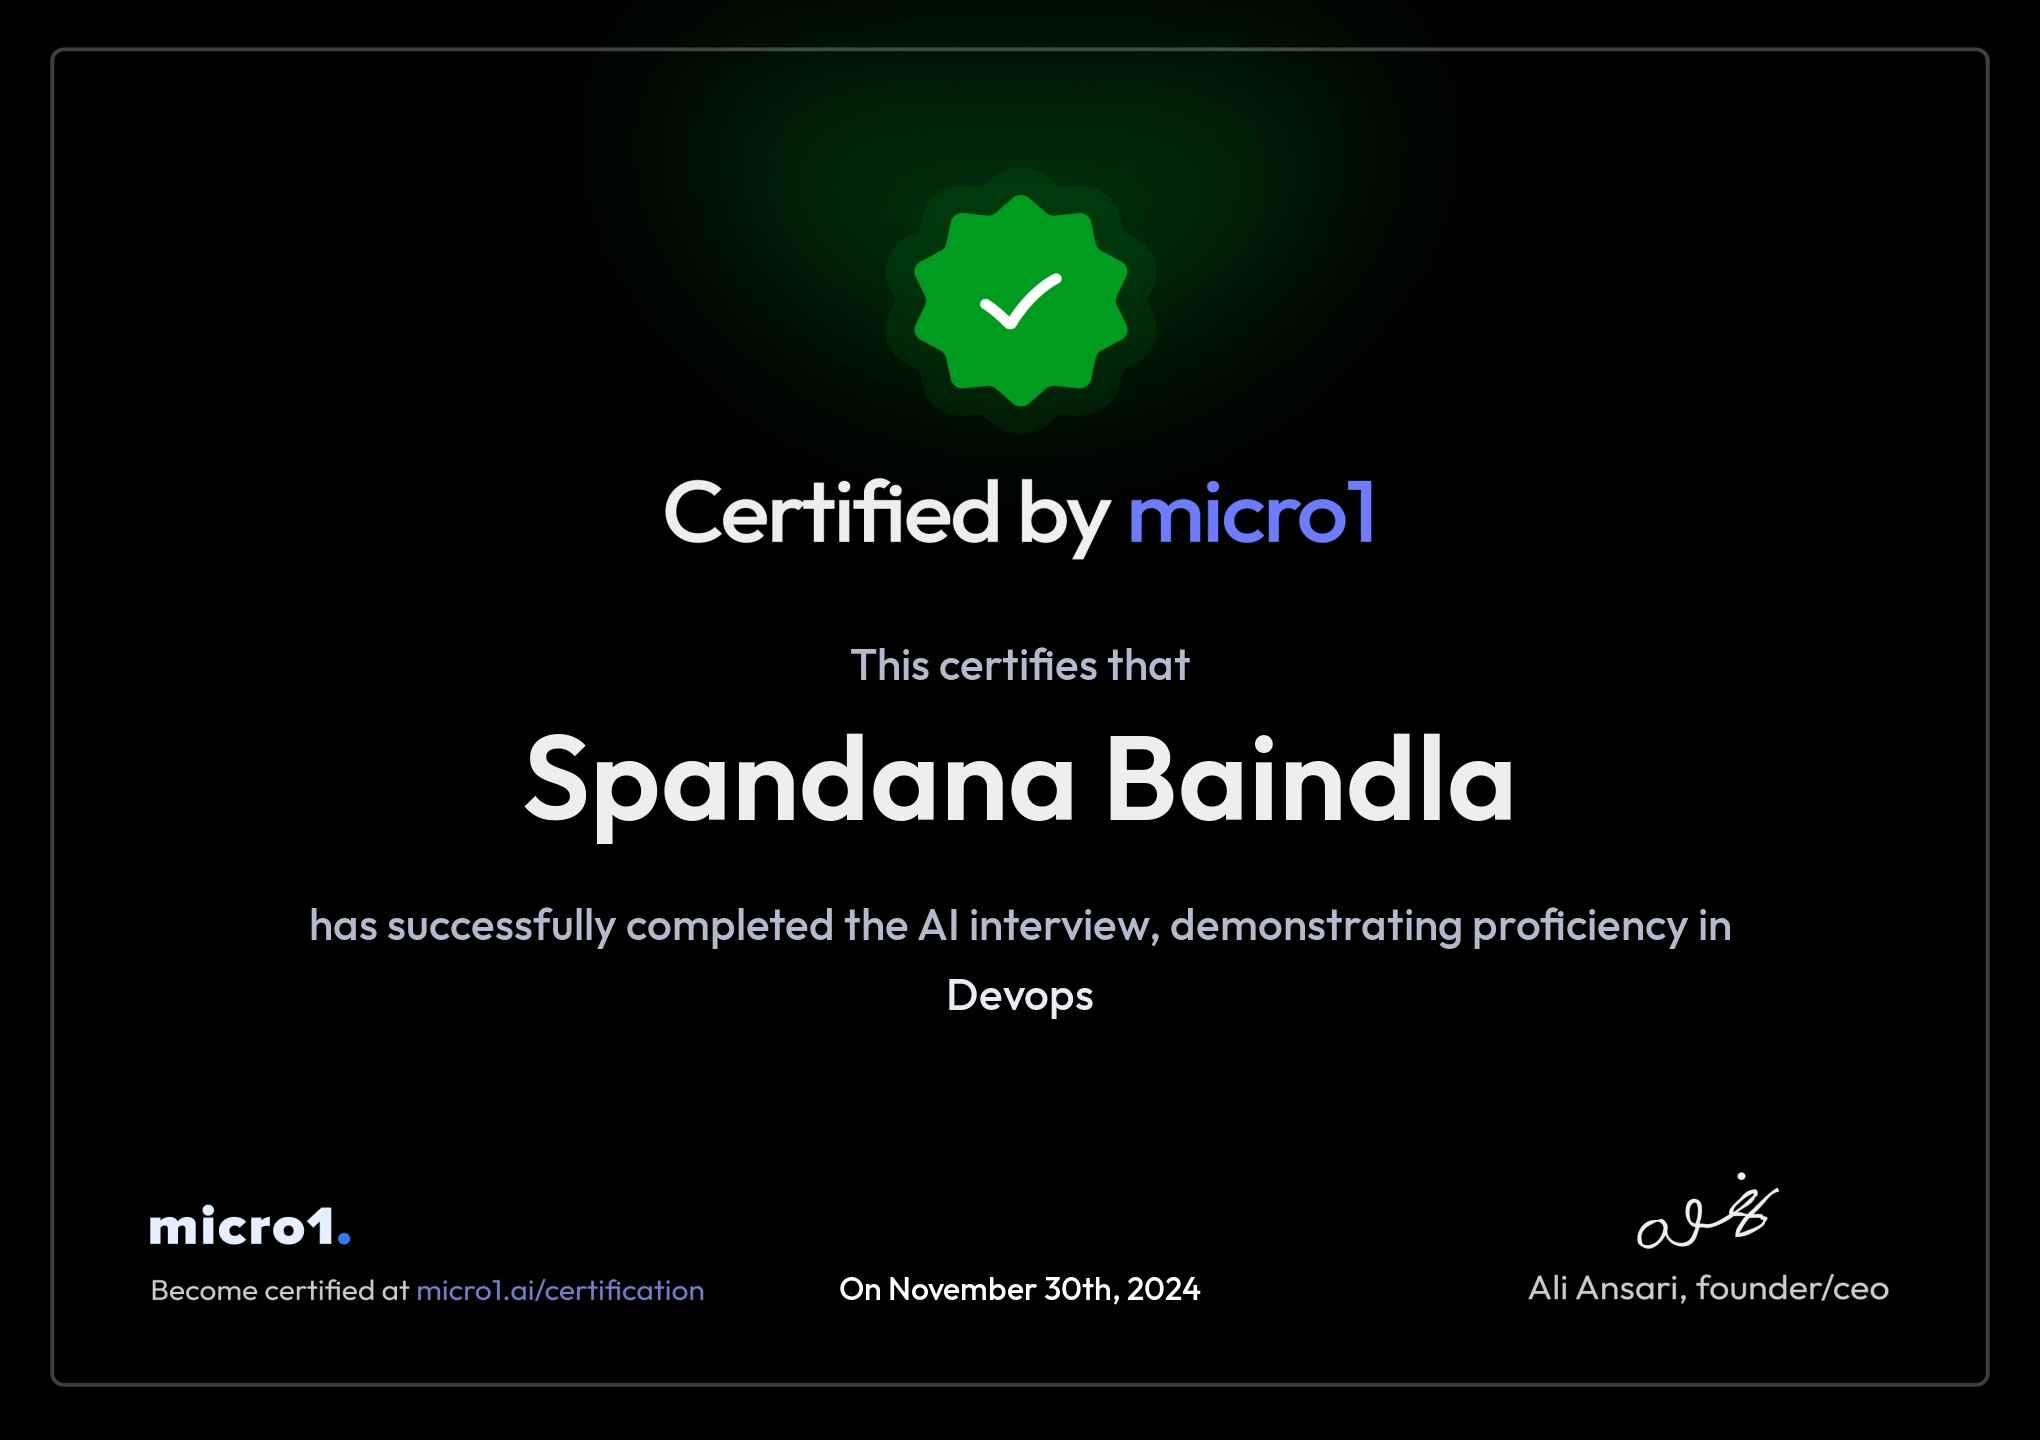 Certified by micro1
This certifies that
Spandana Baindla
has successfully completed the AI interview, demonstrating proficiency in
Devops
micro1.
Become certified at micro1.ai/certification
On November 30th, 2024
Ali Ansari, founder/ceo